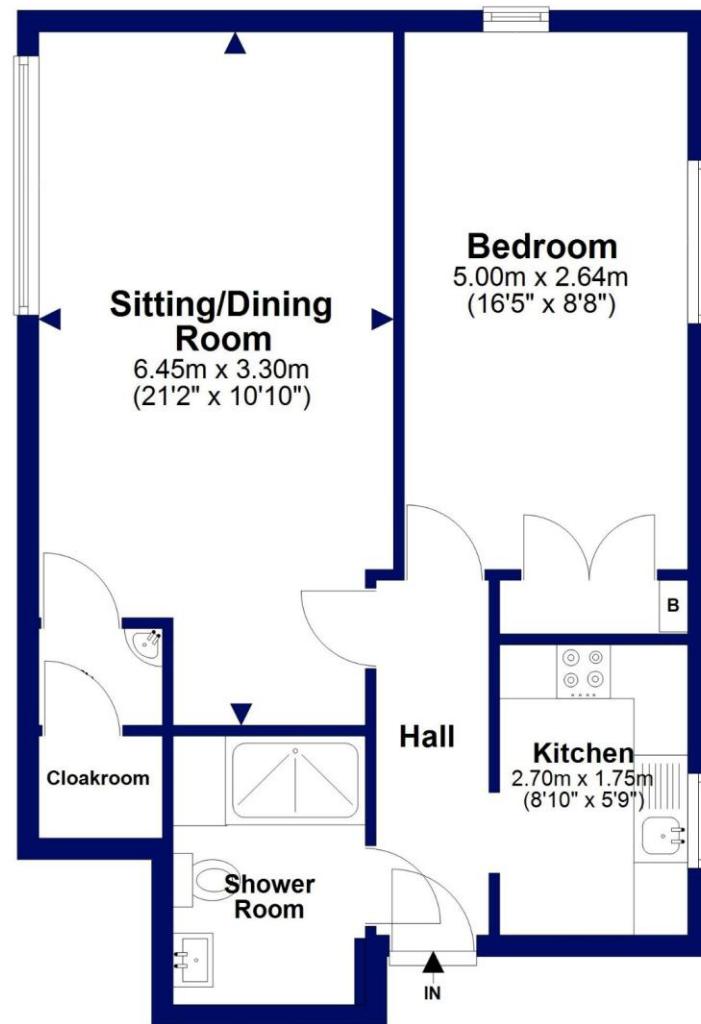 Bedroom
5.00m x 2.64m
(16'5" x 8'8")
Sitting/Dining
Room
6.45m x 3.30m
(21'2" x 10'10")
B
Hall
Kitchen
2.70m x 1.75m
(8'10" x 5'9")
Cloakroom
Shower
Room
IN